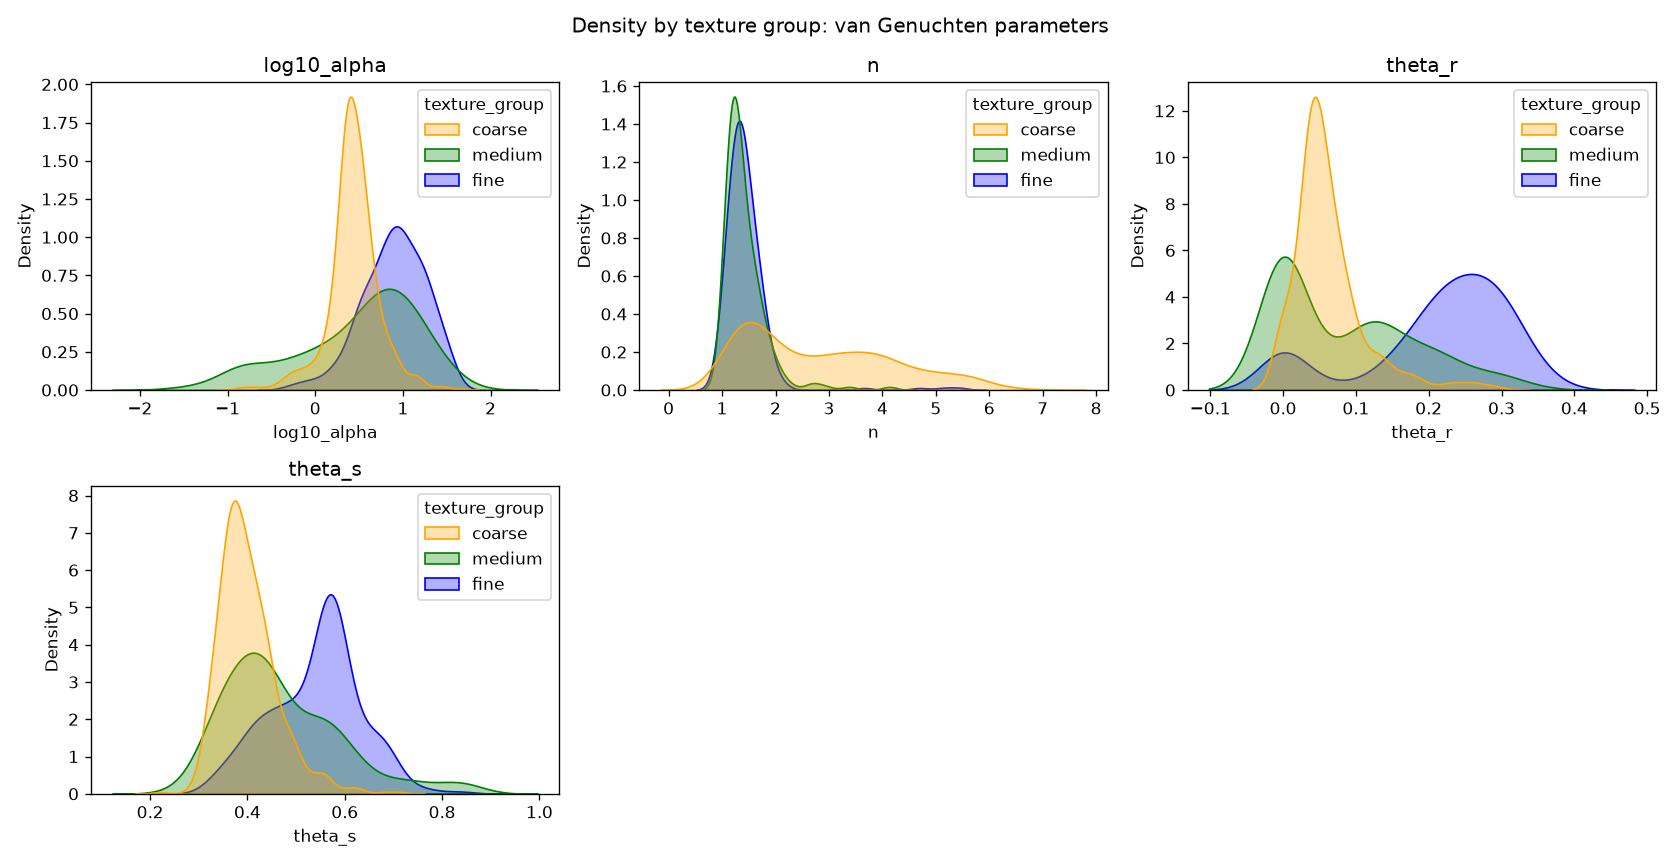 Density by texture group: van Genuchten parameters
log10_alpha
2.00
1.75
1.50
1.25
1.00
0.75
0.50
0.25
0.00
Density
texture_group
coarse
medium
fine
−2
−1
0
1
2
log10_alpha
n
1.6
1.4
1.2
1.0
0.8
0.6
0.4
0.2
0.0
Density
texture_group
coarse
medium
fine
0
1
2
3
4
5
6
7
8
n
theta_r
12
10
8
6
4
2
0
Density
texture_group
coarse
medium
fine
−0.1
0.0
0.1
0.2
0.3
0.4
0.5
theta_r
theta_s
8
7
6
5
4
3
2
1
0
Density
texture_group
coarse
medium
fine
0.2
0.4
0.6
0.8
1.0
theta_s